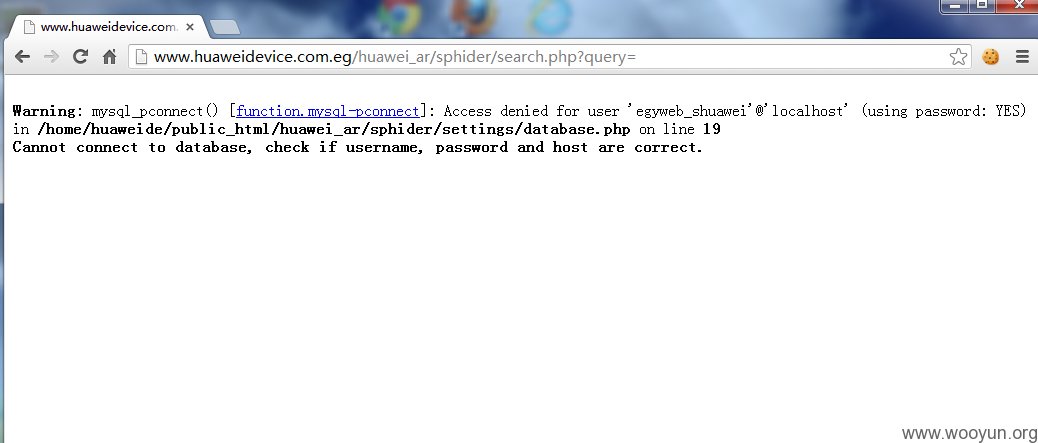 www.huaweidevice.com.
www.huaweidevice.com.eg/huawei_ar/sphider/search.php?query=
Warning: mysql_pconnect() [function.mysql-pconnect]: Access denied for user 'egyweb_shuawei'@'localhost' (using password: YES)
in /home/huaweide/public_html/huawei_ar/sphider/settings/database.php on line 19
Cannot connect to database, check if username, password and host are correct.
www.wooyun.org